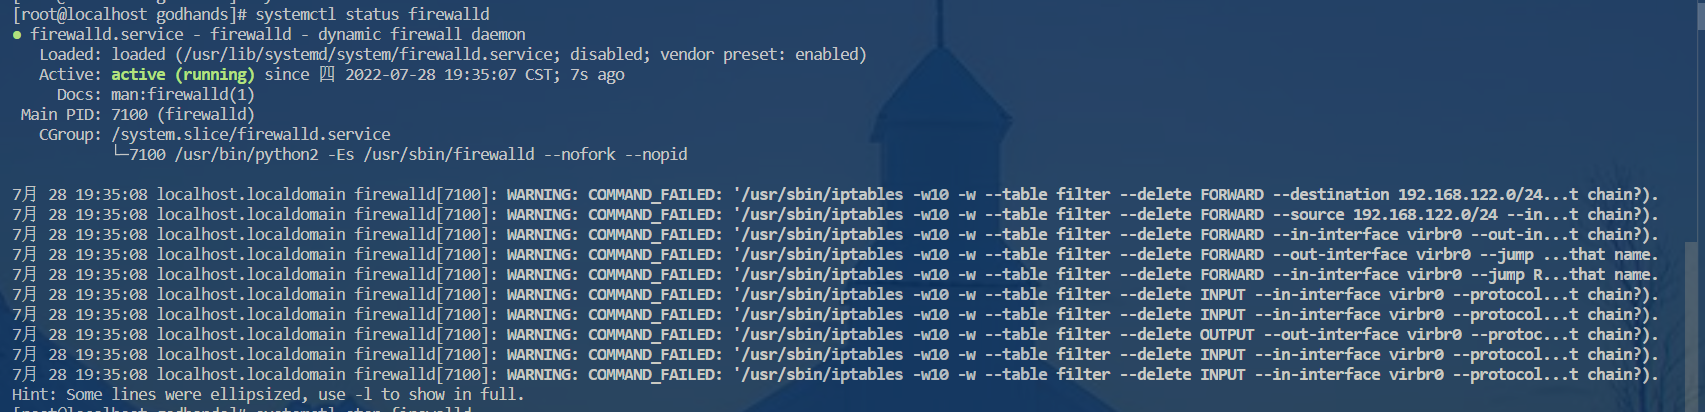 [root@localhost godhands]# systemctl status firewalld
● firewalld.service - firewalld - dynamic firewall daemon
   Loaded: loaded (/usr/lib/systemd/system/firewalld.service; disabled; vendor preset: enabled)
   Active: active (running) since 四 2022-07-28 19:35:07 CST; 7s ago
     Docs: man:firewalld(1)
 Main PID: 7100 (firewalld)
   CGroup: /system.slice/firewalld.service
           └─7100 /usr/bin/python2 -Es /usr/sbin/firewalld --nofork --nopid

7月 28 19:35:08 localhost.localdomain firewalld[7100]: WARNING: COMMAND_FAILED: '/usr/sbin/iptables -w10 -w --table filter --delete FORWARD --destination 192.168.122.0/24...t chain?).
7月 28 19:35:08 localhost.localdomain firewalld[7100]: WARNING: COMMAND_FAILED: '/usr/sbin/iptables -w10 -w --table filter --delete FORWARD --source 192.168.122.0/24 --in...t chain?).
7月 28 19:35:08 localhost.localdomain firewalld[7100]: WARNING: COMMAND_FAILED: '/usr/sbin/iptables -w10 -w --table filter --delete FORWARD --in-interface virbr0 --out-in...t chain?).
7月 28 19:35:08 localhost.localdomain firewalld[7100]: WARNING: COMMAND_FAILED: '/usr/sbin/iptables -w10 -w --table filter --delete FORWARD --out-interface virbr0 --jump ...that name.
7月 28 19:35:08 localhost.localdomain firewalld[7100]: WARNING: COMMAND_FAILED: '/usr/sbin/iptables -w10 -w --table filter --delete FORWARD --in-interface virbr0 --jump R...that name.
7月 28 19:35:08 localhost.localdomain firewalld[7100]: WARNING: COMMAND_FAILED: '/usr/sbin/iptables -w10 -w --table filter --delete INPUT --in-interface virbr0 --protocol...t chain?).
7月 28 19:35:08 localhost.localdomain firewalld[7100]: WARNING: COMMAND_FAILED: '/usr/sbin/iptables -w10 -w --table filter --delete INPUT --in-interface virbr0 --protocol...t chain?).
7月 28 19:35:08 localhost.localdomain firewalld[7100]: WARNING: COMMAND_FAILED: '/usr/sbin/iptables -w10 -w --table filter --delete OUTPUT --out-interface virbr0 --protoc...t chain?).
7月 28 19:35:08 localhost.localdomain firewalld[7100]: WARNING: COMMAND_FAILED: '/usr/sbin/iptables -w10 -w --table filter --delete INPUT --in-interface virbr0 --protocol...t chain?).
7月 28 19:35:08 localhost.localdomain firewalld[7100]: WARNING: COMMAND_FAILED: '/usr/sbin/iptables -w10 -w --table filter --delete INPUT --in-interface virbr0 --protocol...t chain?).
Hint: Some lines were ellipsized, use -l to show in full.
[root@localhost godhands]# systemctl stop firewalld